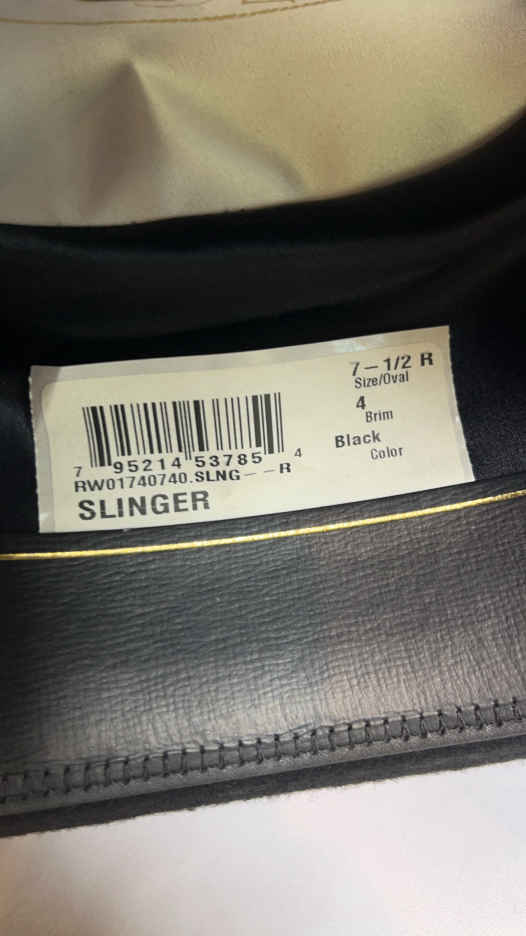 7-1/2 R
Size/Oval
4
Brim
Black
Color
7 95214 53785 4
RW01740740.SLNG--R
SLINGER